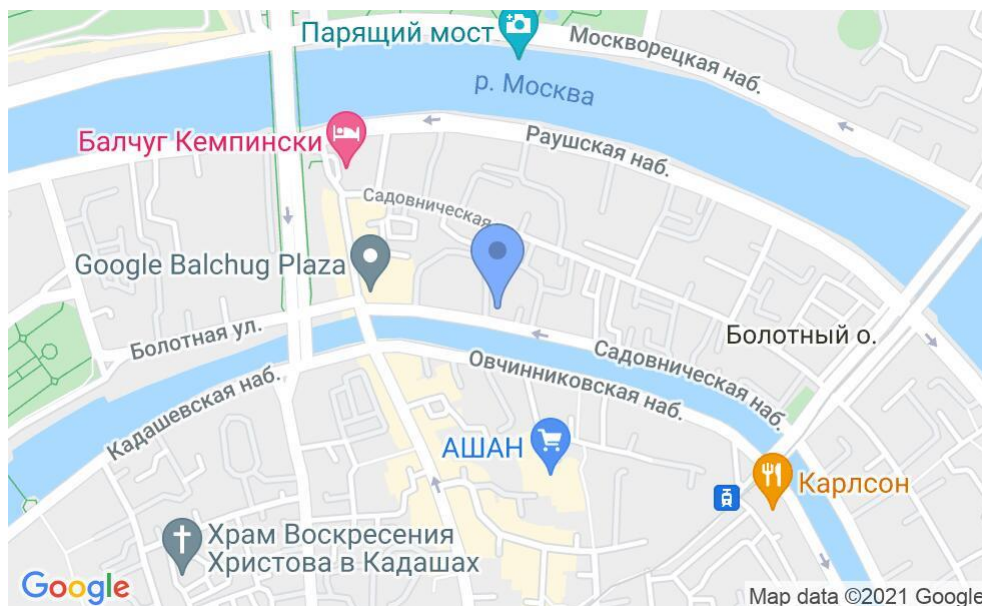 Парящий мост
Москворецкая наб.
р. Москва
Балчуг Кемпински
Раушская наб.
Садовническая
Google Balchug Plaza
Болотная ул.
Болотный о.
Садовническая наб.
Овчинниковская наб.
Кадашевская наб.
АШАН
Карлсон
Храм Воскресения
Христова в Кадашах
Google
Map data ©2021 Google